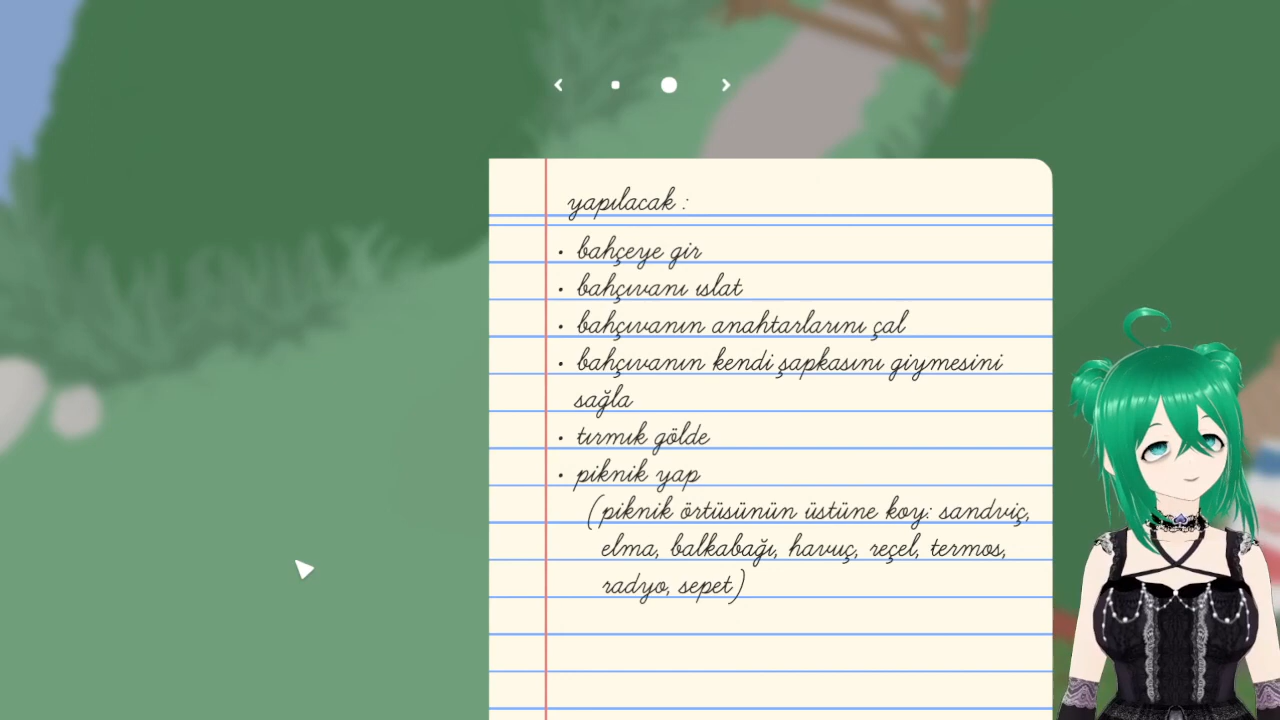 yapılacak :
• bahçeye gir
• bahçıvanı ıslat
• bahçıvanın anahtarlarını çal
• bahçıvanın kendi şapkasını giymesini
sağla
• tırmık gölde
• piknik yap
(piknik örtüsünün üstüne koy: sandviç,
elma, balkabağı, havuç, reçel, termos,
radyo, sepet)